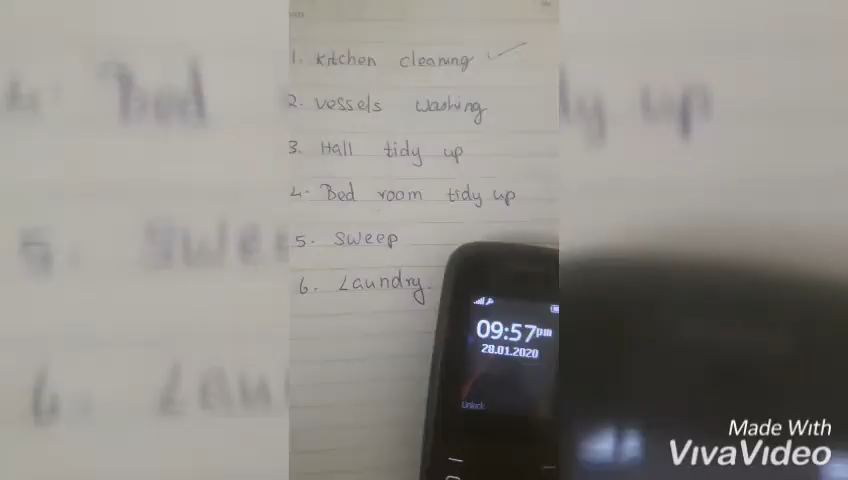 1. Kitchen cleaning ✓
2. Vessels washing
3. Hall tidy up
4. Bed room tidy up
5. Sweep
6. Laundry.
09:57pm
28.01.2020
Unlock
Made With
VivaVideo